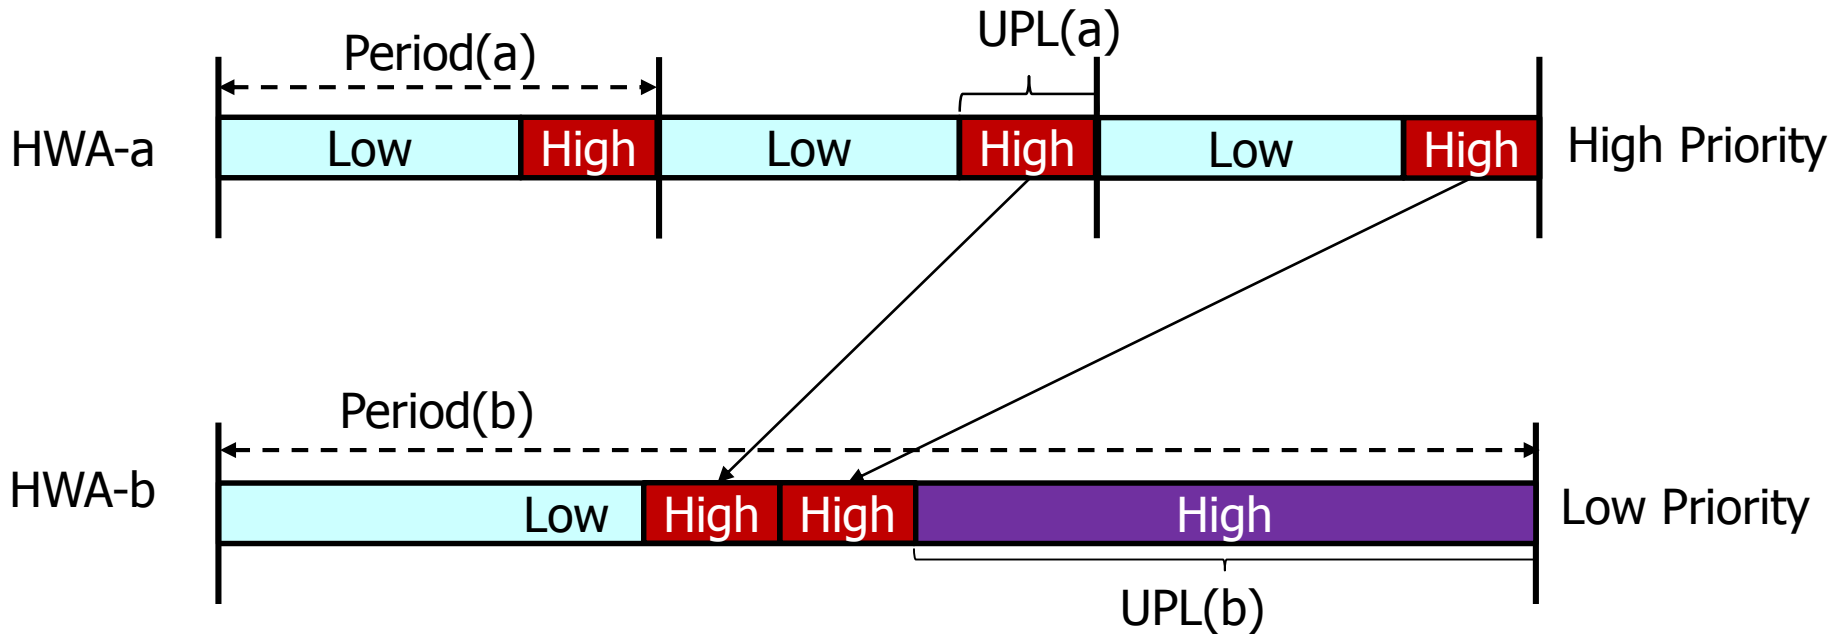 UPL(a)
Period(a)
HWA-a
Low
High
Low
High
Low
High
High Priority
Period(b)
HWA-b
Low
High
High
High
Low Priority
UPL(b)